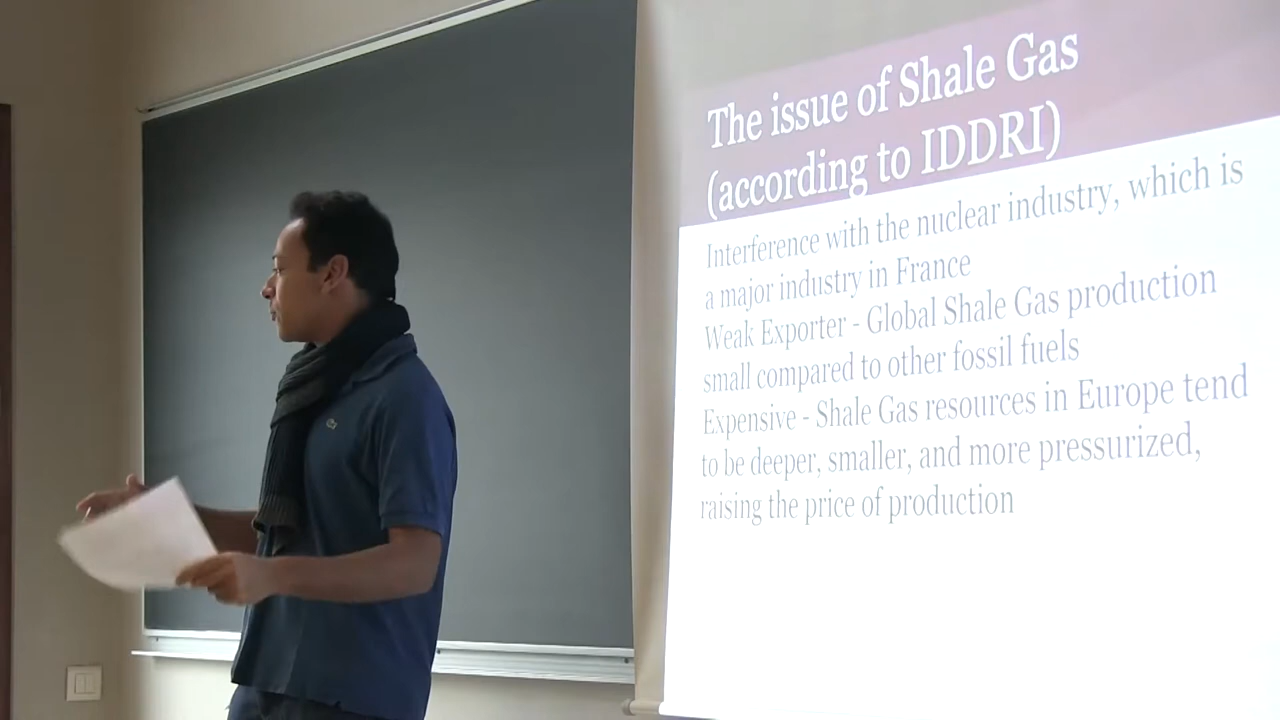 The issue of Shale Gas
(according to IDDRI)
Interference with the nuclear industry, which is
a major industry in France
Weak Exporter - Global Shale Gas production
small compared to other fossil fuels
Expensive - Shale Gas resources in Europe tend
to be deeper, smaller, and more pressurized,
raising the price of production